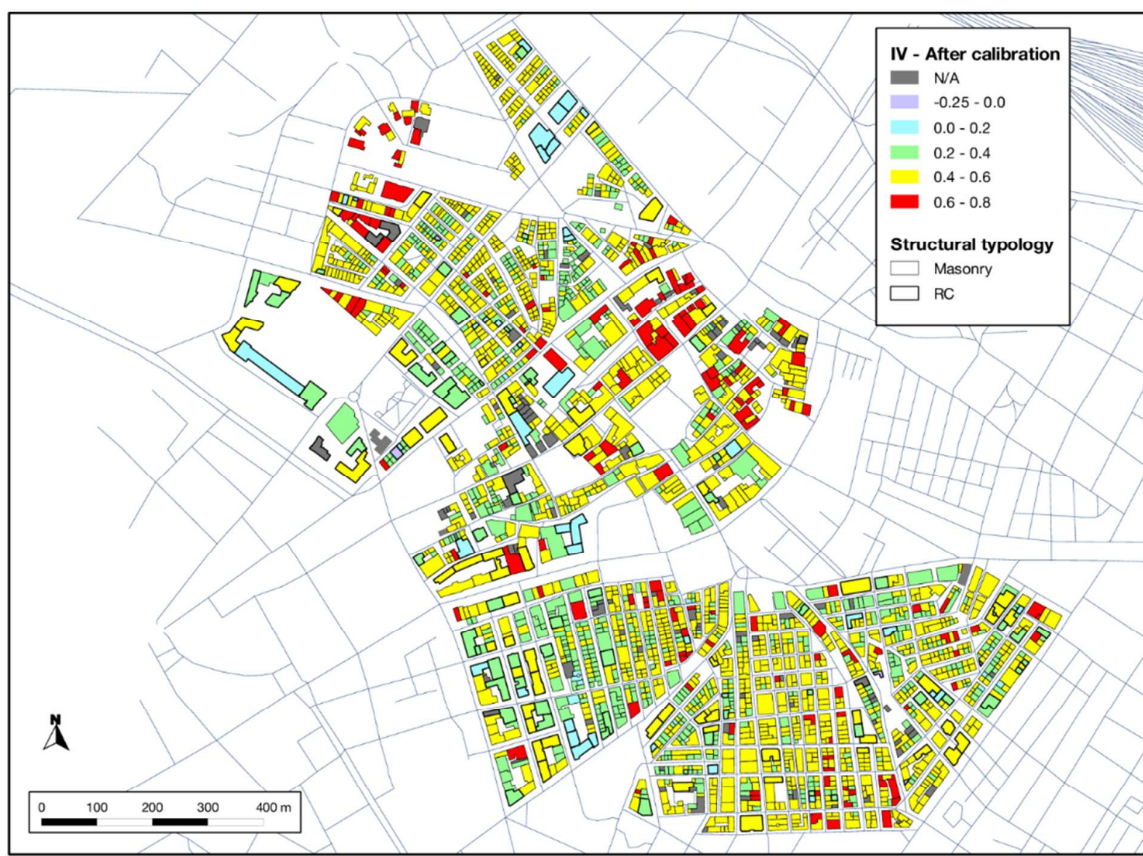 IV - After calibration
N/A
-0.25 - 0.0
0.0 - 0.2
0.2 - 0.4
0.4 - 0.6
0.6 - 0.8
Structural typology
Masonry
RC
N
0 100 200 300 400 m